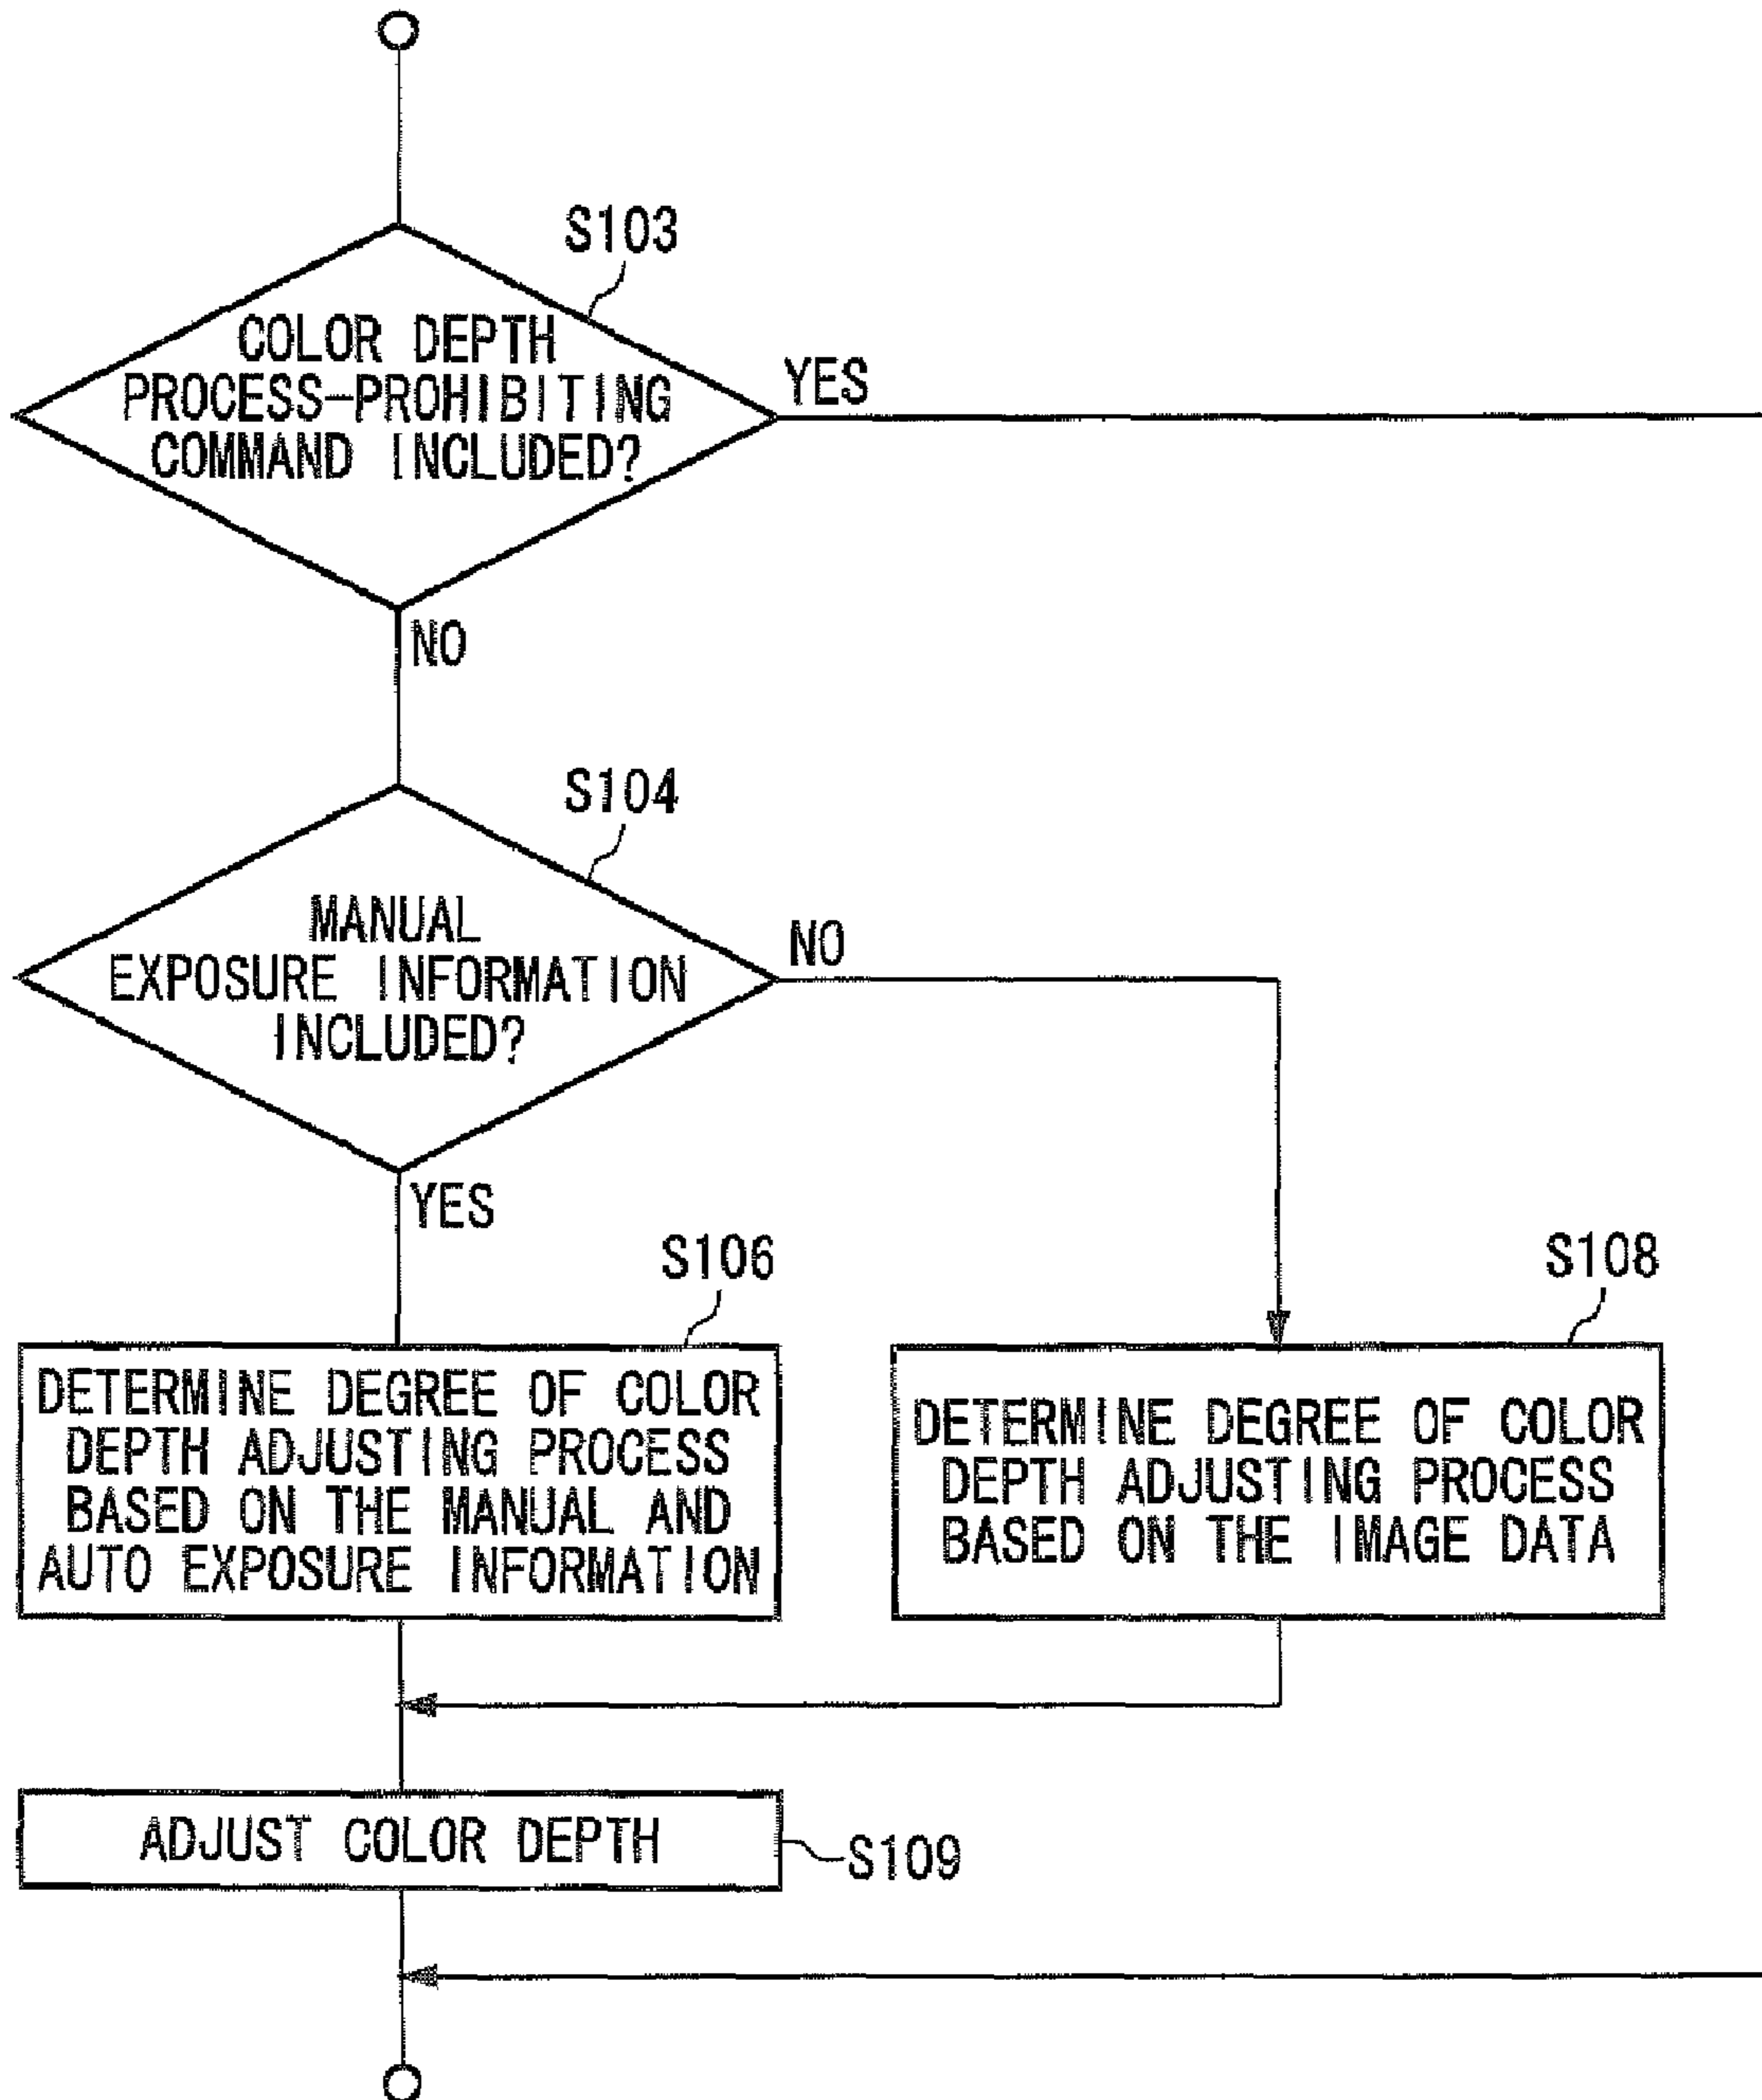 S103
COLOR DEPTH
PROCESS-PROHIBITING
COMMAND INCLUDED?
YES
NO
S104
MANUAL
EXPOSURE INFORMATION
INCLUDED?
NO
YES
S106
DETERMINE DEGREE OF COLOR
DEPTH ADJUSTING PROCESS
BASED ON THE MANUAL AND
AUTO EXPOSURE INFORMATION
S108
DETERMINE DEGREE OF COLOR
DEPTH ADJUSTING PROCESS
BASED ON THE IMAGE DATA
ADJUST COLOR DEPTH
S109